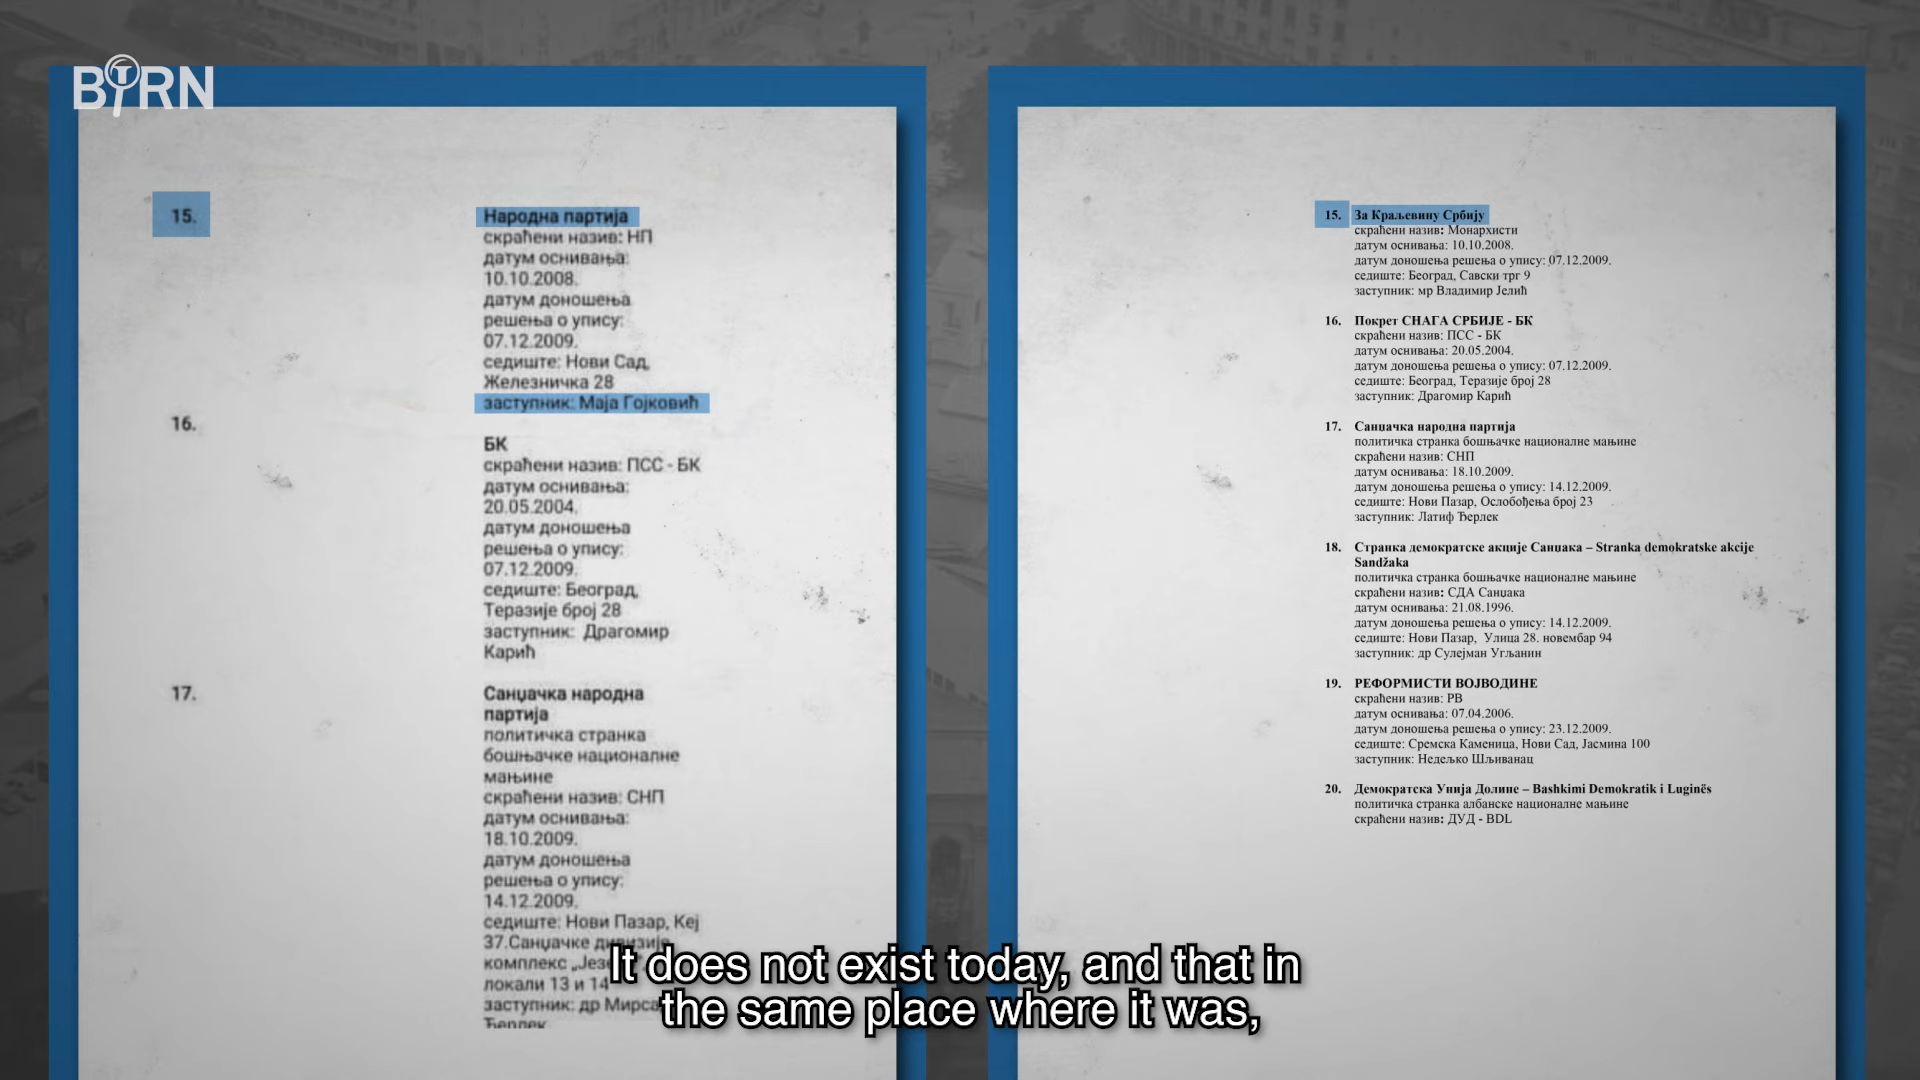 BIRN
15.
Народна партија
скраћени назив: НП
датум оснивања:
10.10.2008.
датум доношења
решења о упису:
07.12.2009.
седиште: Нови Сад,
Железничка 28
заступник: Маја Гојковић
16.
БК
скраћени назив: ПСС - БК
датум оснивања:
20.05.2004.
датум доношења
решења о упису:
07.12.2009.
седиште: Београд,
Теразије број 28
заступник: Драгомир
Карић
17.
Санџачка народна
партија
политичка странка
бошњачке националне
мањине
скраћени назив: СНП
датум оснивања:
18.10.2009.
датум доношења
решења о упису:
14.12.2009.
седиште: Нови Пазар, Кеј
37.Санџачке дивизије
комплекс
локали 13 и 14
заступник: др
Ђерлек
15. За Краљевину Србију
скраћени назив: Монархисти
датум оснивања: 10.10.2008.
датум доношења решења о упису: 07.12.2009.
седиште: Београд, Савски трг 9
заступник: мр Владимир Јелић
16. Покрет СНАГА СРБИЈЕ - БК
скраћени назив: ПСС - БК
датум оснивања: 20.05.2004.
датум доношења решења о упису: 07.12.2009.
седиште: Београд, Теразије број 28
заступник: Драгомир Карић
17. Санџачка народна партија
политичка странка бошњачке националне мањине
скраћени назив: СНП
датум оснивања: 18.10.2009.
датум доношења решења о упису: 14.12.2009.
седиште: Нови Пазар, Ослобођења број 23
заступник: Латиф Ђерлек
18. Странка демократске акције Санџака – Stranka demokratske akcije
Sandžaka
политичка странка бошњачке националне мањине
скраћени назив: СДА Санџака
датум оснивања: 21.08.1996.
датум доношења решења о упису: 14.12.2009.
седиште: Нови Пазар, Улица 28. новембар 94
заступник: др Сулејман Угљанин
19. РЕФОРМИСТИ ВОЈВОДИНЕ
скраћени назив: РВ
датум оснивања: 07.04.2006.
датум доношења решења о упису: 23.12.2009.
седиште: Сремска Каменица, Нови Сад, Јасмина 100
заступник: Недељко Шљиванац
20. Демократска Унија Долине – Bashkimi Demokratik i Luginës
политичка странка албанске националне мањине
скраћени назив: ДУД - BDL
It does not exist today, and that in
the same place where it was,